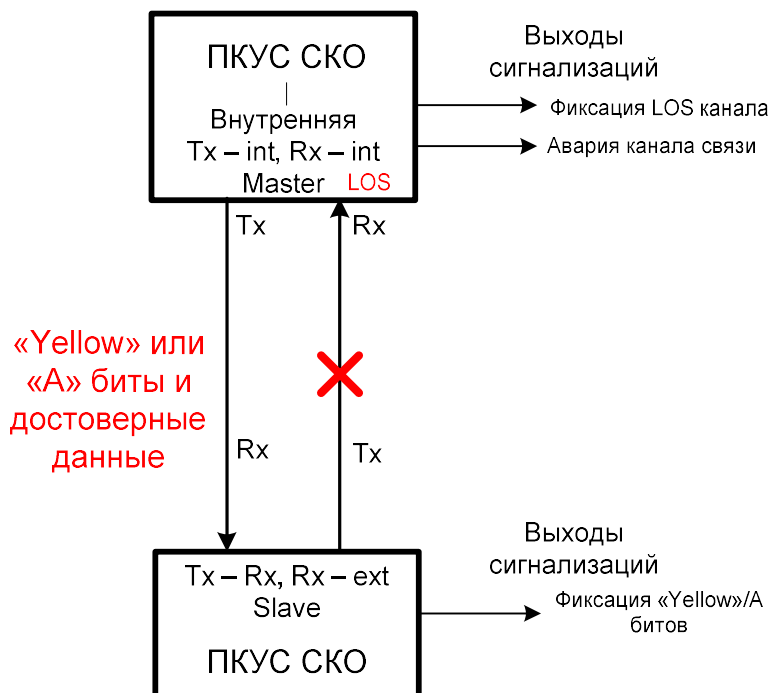 ПКУС СКО
Внутренняя
Tx – int, Rx – int
Master LOS
Выходы
сигнализаций
Фиксация LOS канала
Авария канала связи
Tx
Rx
«Yellow» или
«А» биты и
достоверные
данные
Rx
Tx
Tx – Rx, Rx – ext
Slave
ПКУС СКО
Выходы
сигнализаций
Фиксация «Yellow»/А
битов